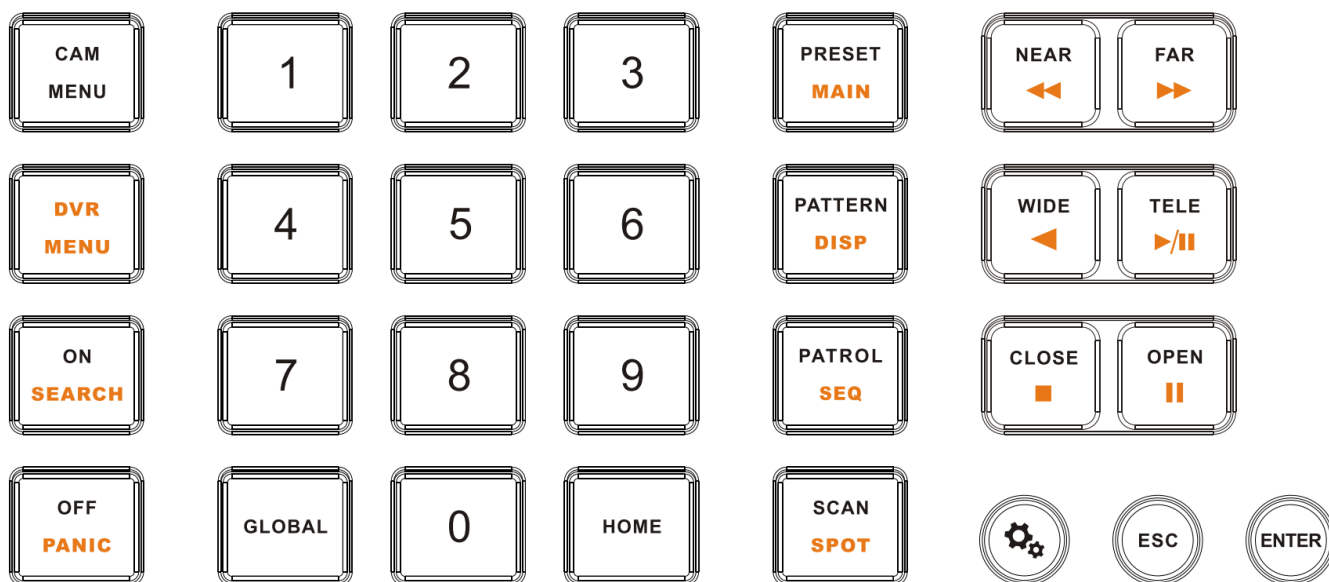 CAM
MENU
1
2
3
PRESET
MAIN
NEAR
FAR
DVR
MENU
4
5
6
PATTERN
DISP
WIDE
TELE
ON
SEARCH
7
8
9
PATROL
SEQ
CLOSE
OPEN
OFF
PANIC
GLOBAL
0
HOME
SCAN
SPOT
ESC
ENTER